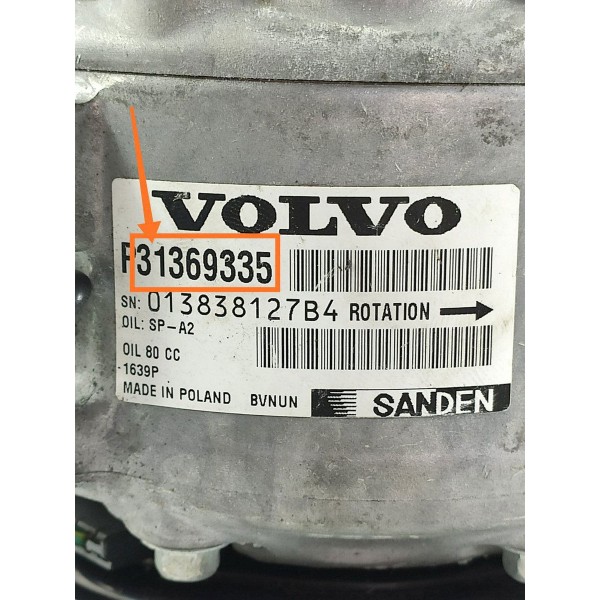 VOLVO
P31369335
SN: 013838127B4 ROTATION
OIL: SP-A2
OIL 80 CC
1639P
MADE IN POLAND BVNUN SANDEN